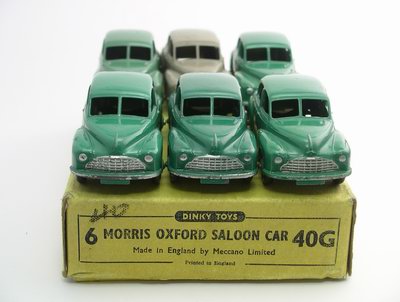 DINKY TOYS
6 MORRIS OXFORD SALOON CAR 40G
Made in England by Meccano Limited
Printed in England